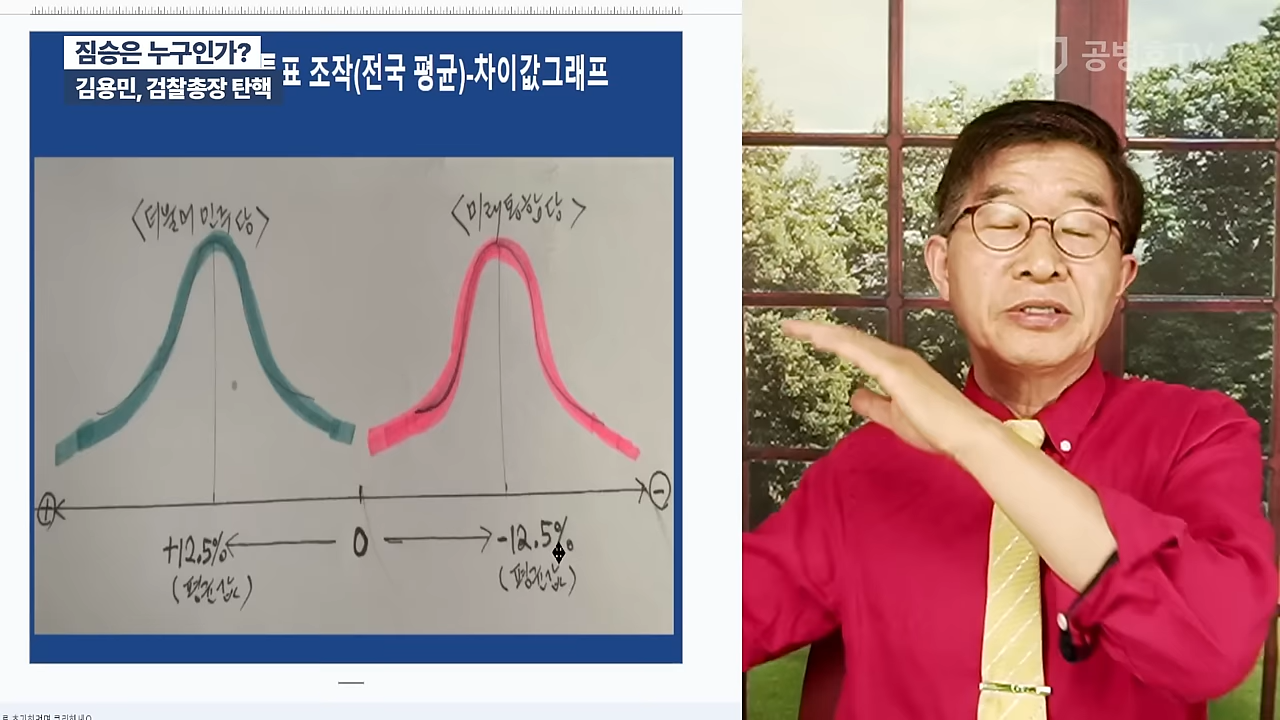 짐승은 누구인가?
김용민, 검찰총장 탄핵
표 조작(전국 평균)-차이값그래프
공병호TV
<더불어민주당>
<미래통합당>
+ -
+12.5% 0 -12.5%
(평균값) (평균값)